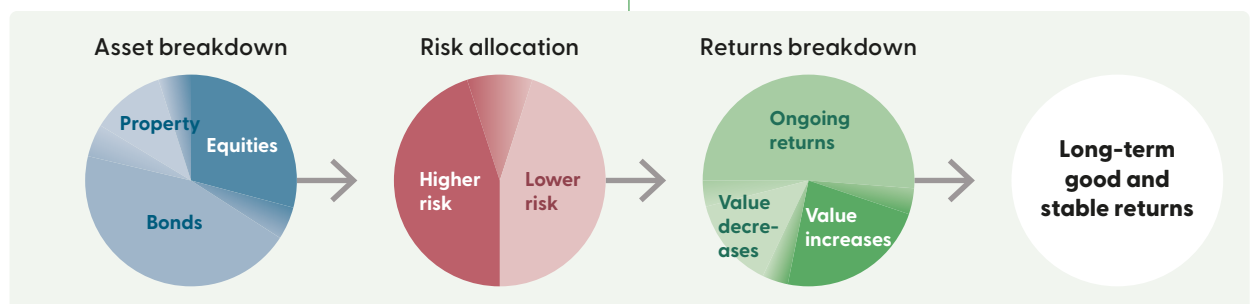 Asset breakdown
Property
Equities
Bonds
Risk allocation
Higher
risk
Lower
risk
Returns breakdown
Ongoing
returns
Value
decre-
ases
Value
increases
Long-term
good and
stable returns